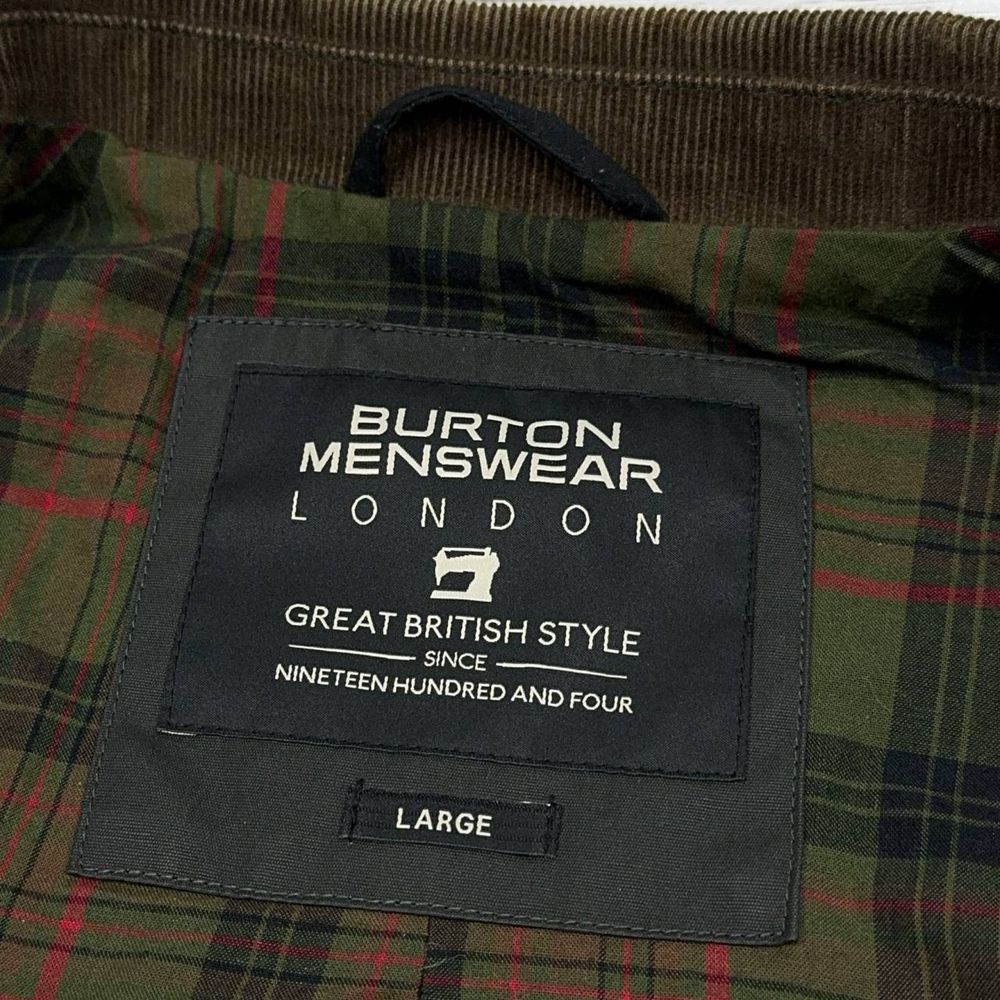 BURTON
MENSWEAR
LONDON
GREAT BRITISH STYLE
SINCE
NINETEEN HUNDRED AND FOUR
LARGE